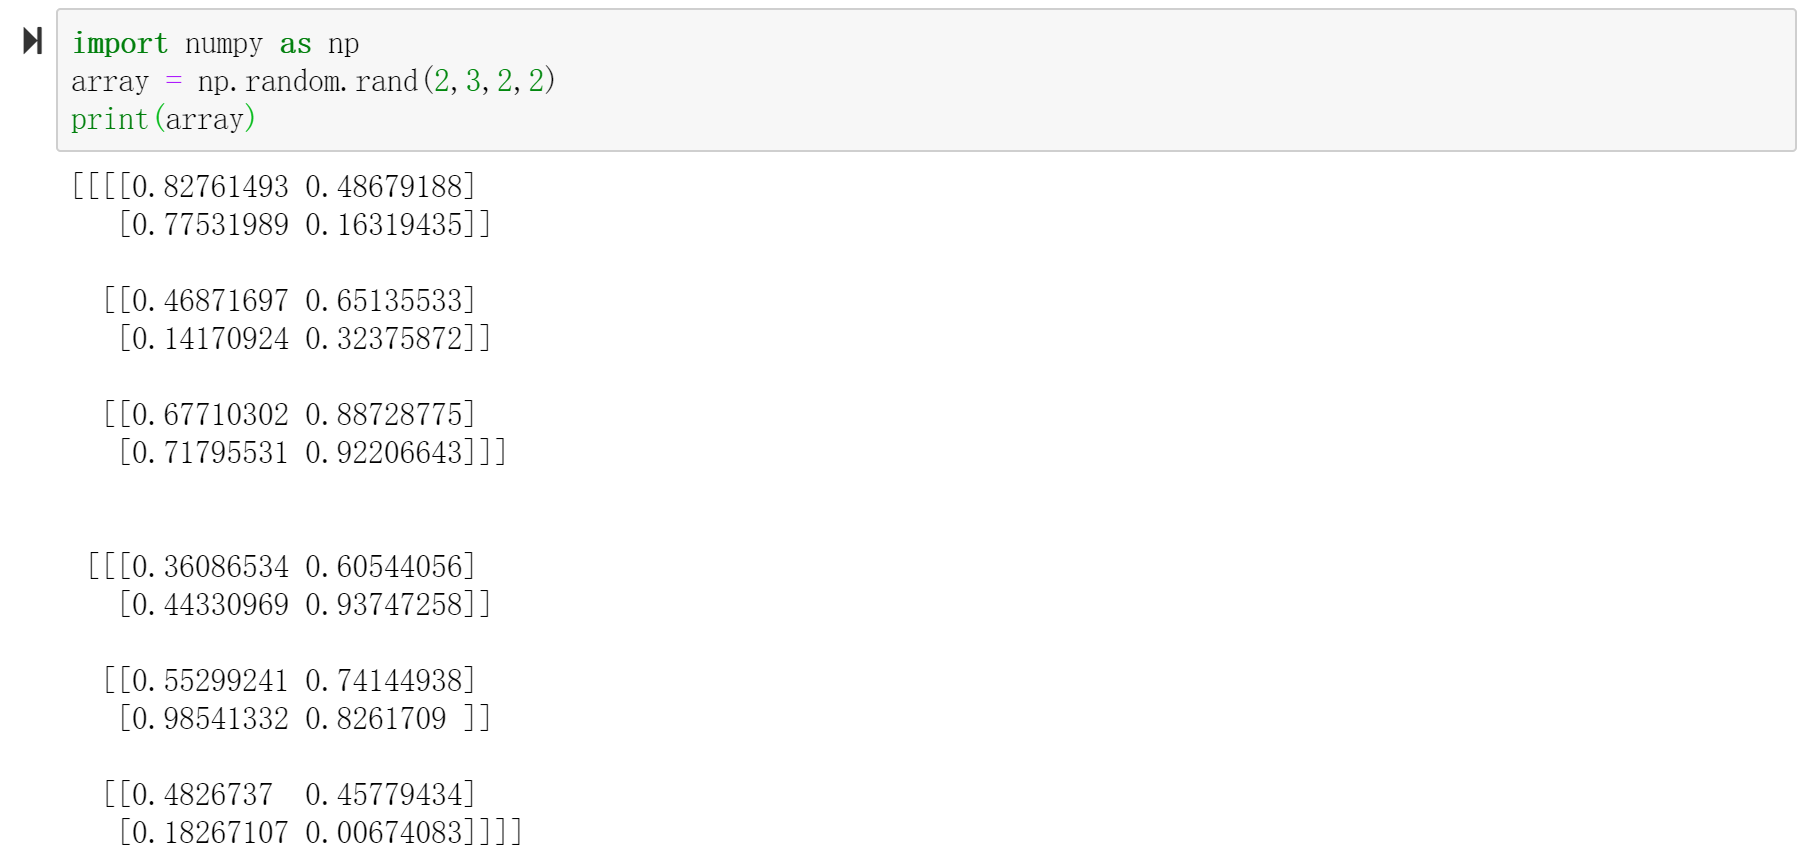 import numpy as np
array = np.random.rand(2,3,2,2)
print(array)
[[[[0.82761493 0.48679188]
   [0.77531989 0.16319435]]

  [[0.46871697 0.65135533]
   [0.14170924 0.32375872]]

  [[0.67710302 0.88728775]
   [0.71795531 0.92206643]]]


 [[[0.36086534 0.60544056]
   [0.44330969 0.93747258]]

  [[0.55299241 0.74144938]
   [0.98541332 0.8261709 ]]

  [[0.4826737  0.45779434]
   [0.18267107 0.00674083]]]]